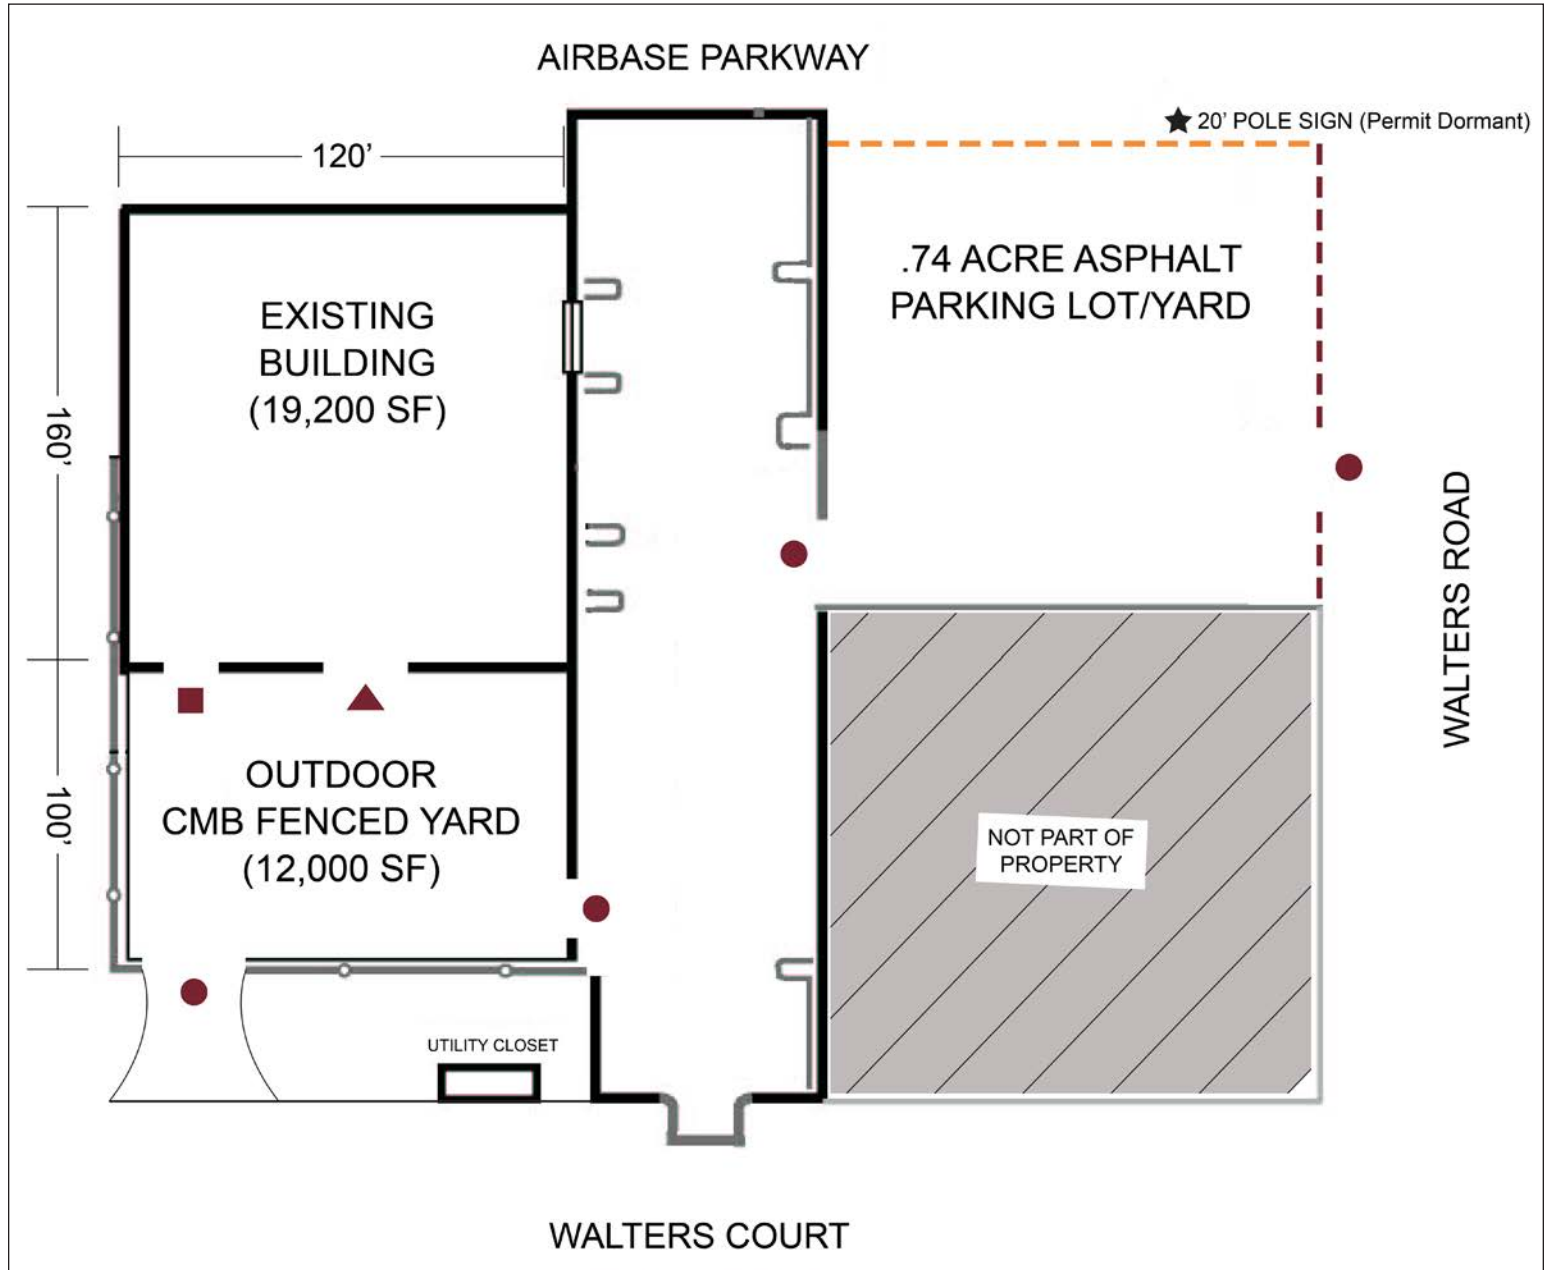 AIRBASE PARKWAY
★ 20’ POLE SIGN (Permit Dormant)
120’
.74 ACRE ASPHALT
PARKING LOT/YARD
EXISTING
BUILDING
(19,200 SF)
160’
WALTERS ROAD
OUTDOOR
CMB FENCED YARD
(12,000 SF)
100’
NOT PART OF
PROPERTY
UTILITY CLOSET
WALTERS COURT